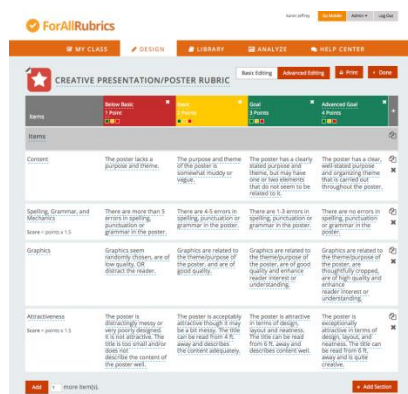 karen jeffrey Go Mobile Admin Log Out
ForAllRubrics
MY CLASS DESIGN LIBRARY ANALYZE HELP CENTER
CREATIVE PRESENTATION/POSTER RUBRIC Basic Editing Advanced Editing Print Done
Items Below Basic Basic Goal Advanced Goal
1 Point 2 Points 3 Points 4 Points
Items
Content The poster lacks a The purpose and theme The poster has a clearly The poster has a clear,
purpose and theme. of the poster is stated purpose and well-stated purpose
somewhat muddy or theme, but may have and organizing theme
vague. one or two elements that is carried out
that do not seem to be throughout the poster.
related to it.
Spelling, Grammar, and There are more than 5 There are 4-5 errors in There are 1-3 errors in There are no errors in
Mechanics errors in spelling, spelling, punctuation or spelling, punctuation or spelling, punctuation or
Score = points x 1.5 punctuation or grammar in the poster. grammar in the poster. grammar in the
grammar in the poster. poster.
Graphics Graphics seem Graphics are related to Graphics are related to Graphics are related to
randomly chosen, are of the theme/purpose of the theme/purpose of the theme/purpose of
low quality, OR the poster, and are of the poster, are of good the poster, are
distract the reader. good quality. quality and enhance thoughtfully cropped,
reader interest or are of high quality and
understanding. enhance
reader interest or
understanding.
Attractiveness The poster is The poster is acceptably The poster is attractive The poster is
Score = points x 1.5 distractingly messy or attractive though it may in terms of design, exceptionally
very poorly designed. be a bit messy. The title layout and neatness. attractive in terms of
It is not attractive. The can be read from 4 ft. The title can be read design, layout, and
title is too small and/or away and describes from 6 ft. away and neatness. The title can
does not the content adequately. describes content well. be read from 6 ft.
describe the content of away and is quite
the poster well. creative.
Add 1 more item(s). Add Section